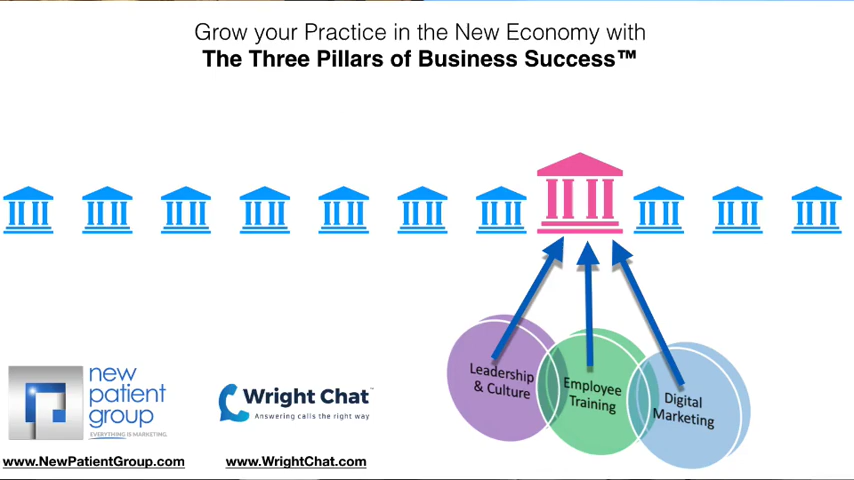 Grow your Practice in the New Economy with
The Three Pillars of Business Success™
Leadership
& Culture
Employee
Training
Digital
Marketing
new
patient
group
EVERYTHING IS MARKETING.
Wright Chat™
Answering calls the right way
www.NewPatientGroup.com
www.WrightChat.com